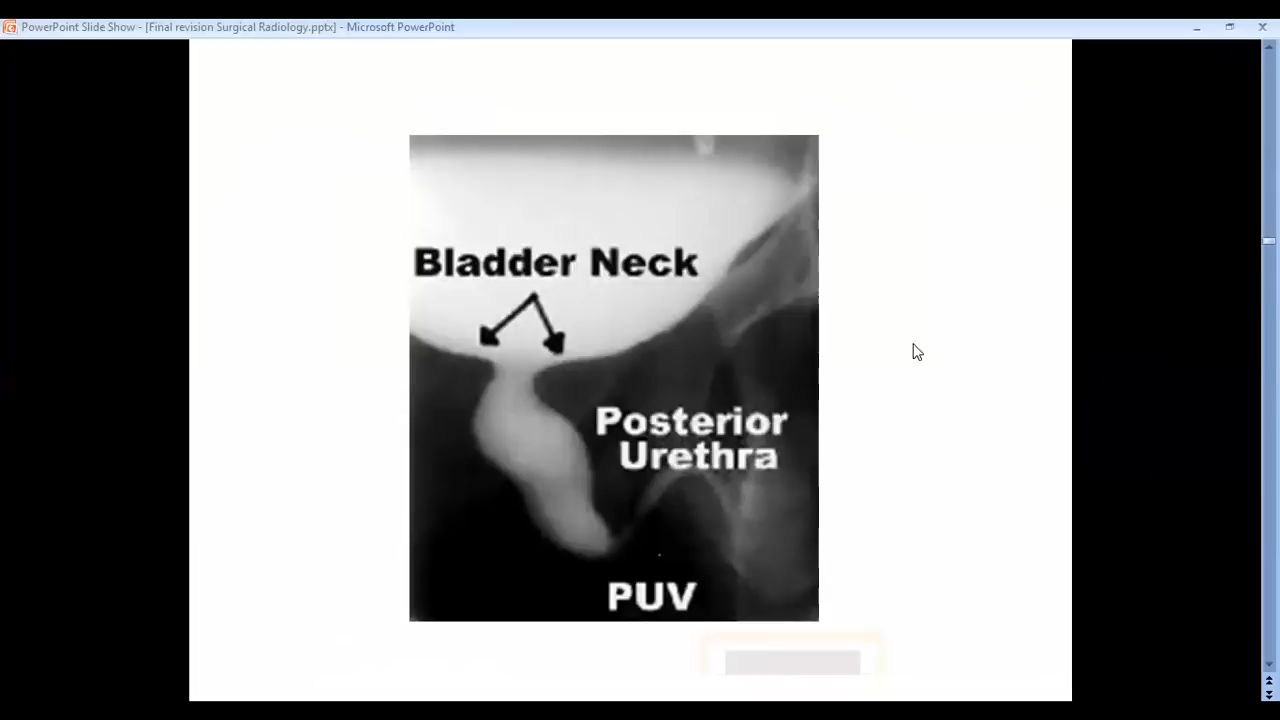 PowerPoint Slide Show - [Final revision Surgical Radiology.pptx] - Microsoft PowerPoint
Bladder Neck
Posterior
Urethra
PUV